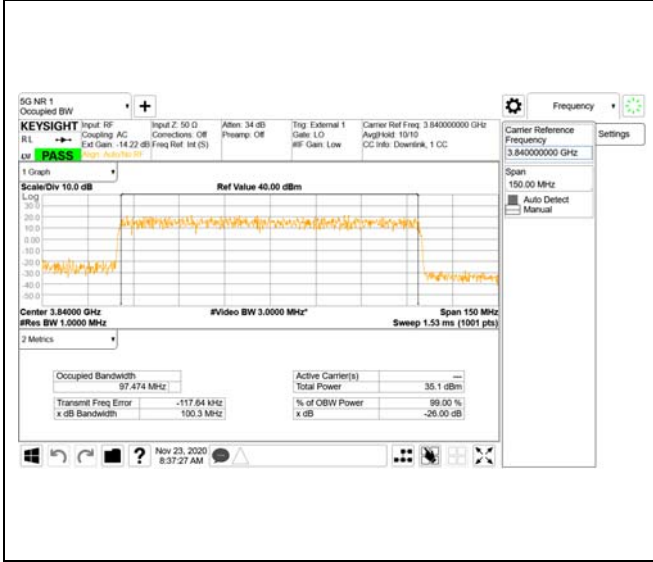 5G NR 1
Occupied BW
KEYSIGHT
RL
PASS
Input: RF
Coupling: AC
Ext Gain: -14.22 dB
Align: Auto/No RF
Input Z: 50 Ω
Corrections: Off
Freq Ref: Int (S)
Atten: 34 dB
Preamp: Off
Trig: External 1
Gate: LO
#IF Gain: Low
Carrier Ref Freq: 3.840000000 GHz
Avg|Hold: 10/10
CC Info: Downlink, 1 CC
1 Graph
Scale/Div 10.0 dB
Ref Value 40.00 dBm
Log
30.0
20.0
10.0
0.00
-10.0
-20.0
-30.0
-40.0
-50.0
Center 3.84000 GHz
#Video BW 3.0000 MHz*
Span 150 MHz
#Res BW 1.0000 MHz
Sweep 1.53 ms (1001 pts)
2 Metrics
Occupied Bandwidth
97.474 MHz
Transmit Freq Error -117.64 kHz
x dB Bandwidth 100.3 MHz
Active Carrier(s) ---
Total Power 35.1 dBm
% of OBW Power 99.00 %
x dB -26.00 dB
Nov 23, 2020
8:37:27 AM
Frequency
Carrier Reference
Frequency
3.840000000 GHz
Settings
Span
150.00 MHz
Auto Detect
Manual